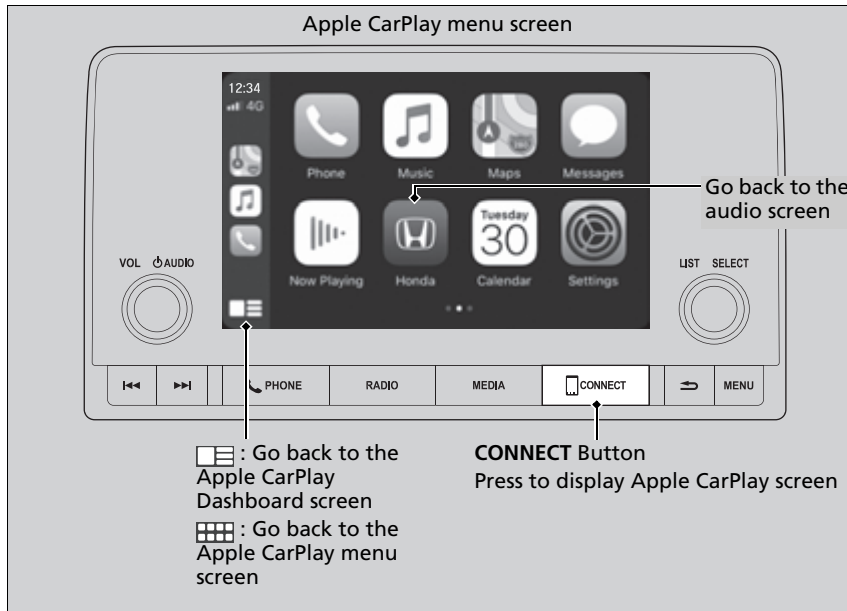 Apple CarPlay menu screen
12:34
4G
Phone
Music
Maps
Messages
Go back to the
audio screen
Tuesday
30
Now Playing
Honda
Calendar
Settings
VOL AUDIO
LIST SELECT
PHONE
RADIO
MEDIA
CONNECT
MENU
: Go back to the
Apple CarPlay
Dashboard screen
: Go back to the
Apple CarPlay menu
screen
CONNECT Button
Press to display Apple CarPlay screen